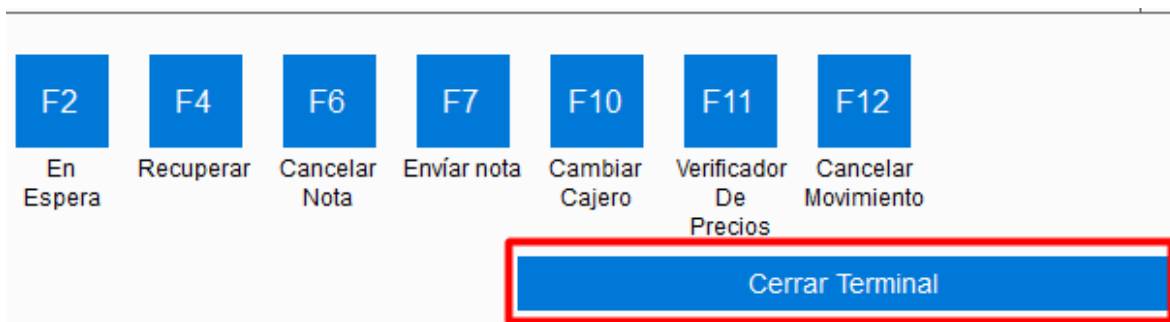 F2
F4
F6
F7
F10
F11
F12
En
Espera
Recuperar
Cancelar
Nota
Envíar nota
Cambiar
Cajero
Verificador
De
Precios
Cancelar
Movimiento
Cerrar Terminal